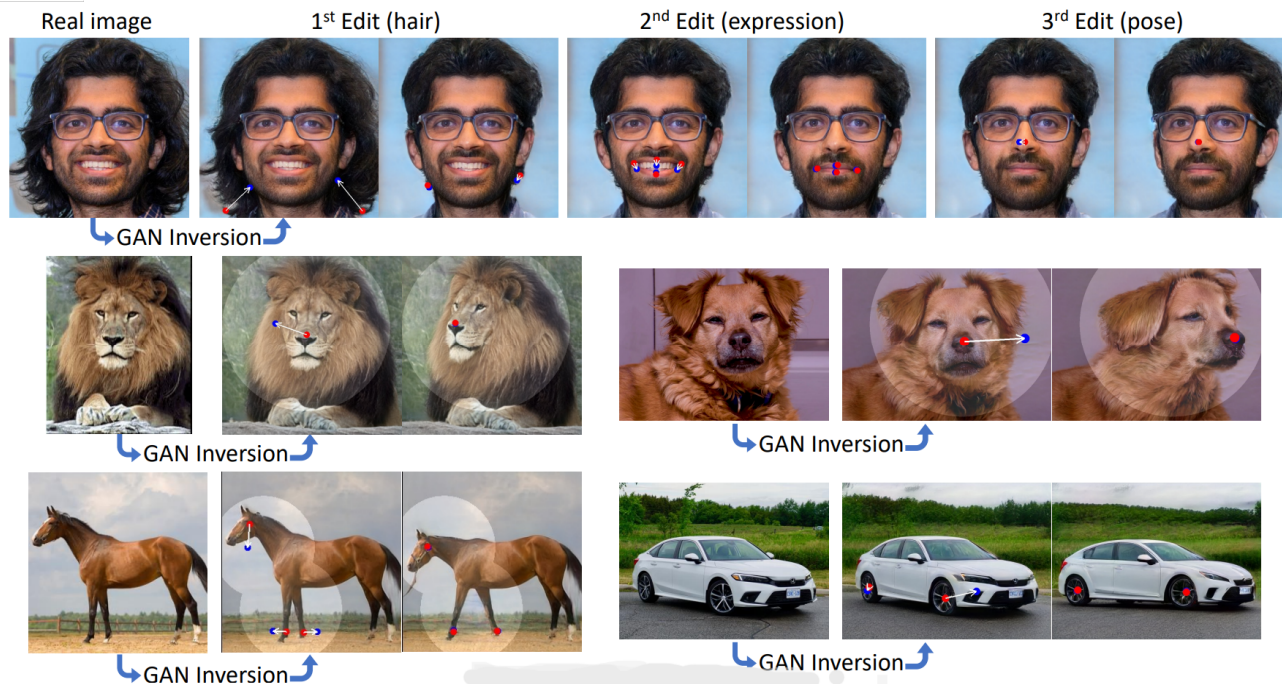 Real image
1st Edit (hair)
2nd Edit (expression)
3rd Edit (pose)
GAN Inversion
GAN Inversion
GAN Inversion
GAN Inversion
GAN Inversion